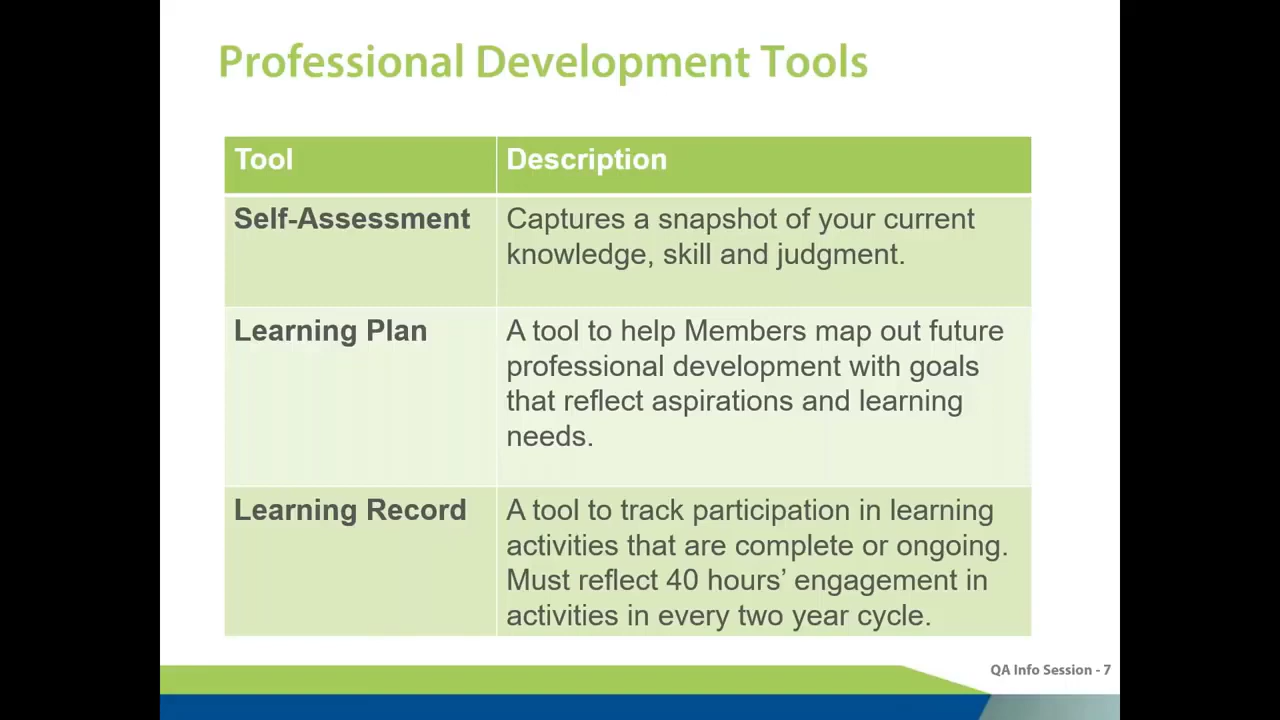 Professional Development Tools
Tool
Description
Self-Assessment
Captures a snapshot of your current
knowledge, skill and judgment.
Learning Plan
A tool to help Members map out future
professional development with goals
that reflect aspirations and learning
needs.
Learning Record
A tool to track participation in learning
activities that are complete or ongoing.
Must reflect 40 hours’ engagement in
activities in every two year cycle.
QA Info Session - 7